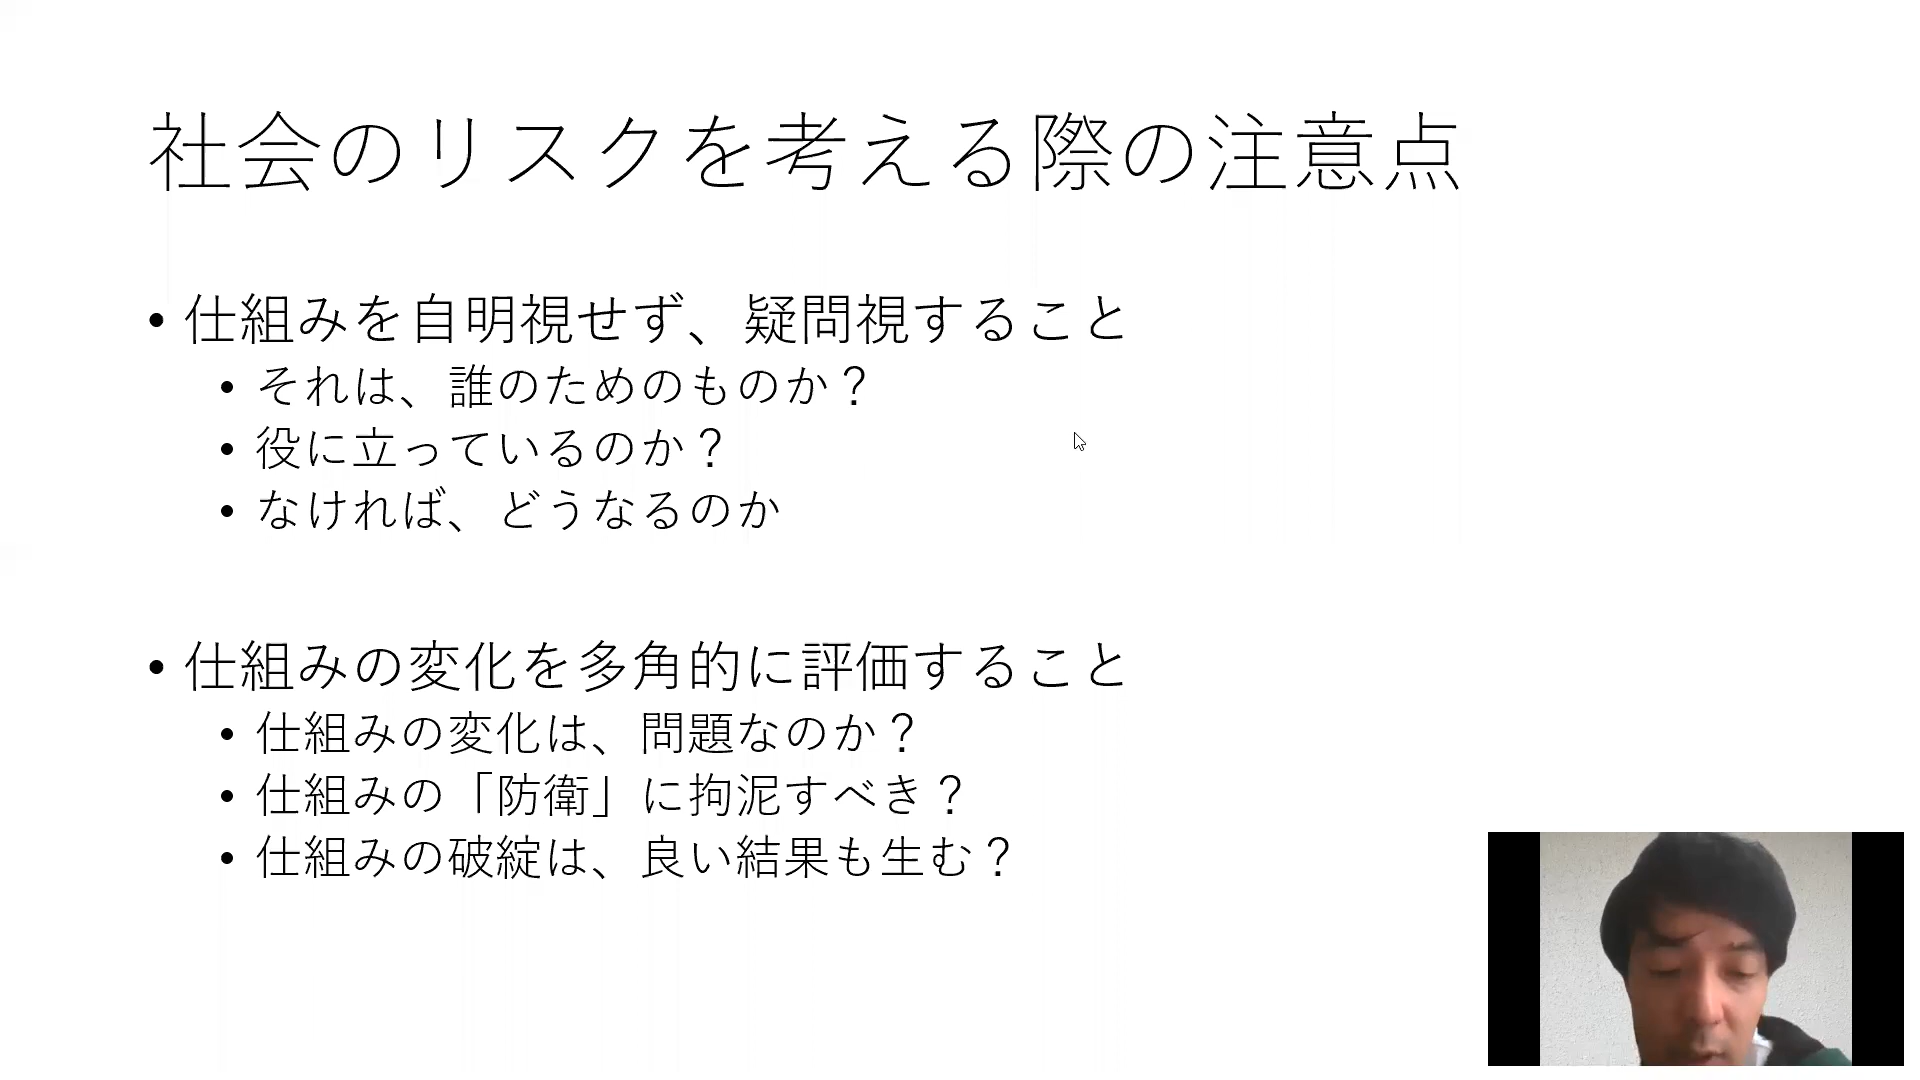 社会のリスクを考える際の注意点
• 仕組みを自明視せず、疑問視すること
• それは、誰のためのものか？
• 役に立っているのか？
• なければ、どうなるのか
• 仕組みの変化を多角的に評価すること
• 仕組みの変化は、問題なのか？
• 仕組みの「防衛」に拘泥すべき？
• 仕組みの破綻は、良い結果も生む？